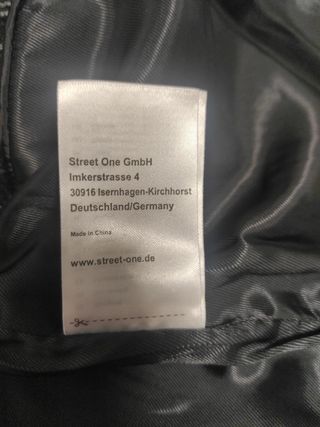 Street One GmbH
Imkerstrasse 4
30916 Isernhagen-Kirchhorst
Deutschland/Germany
Made in China
www.street-one.de